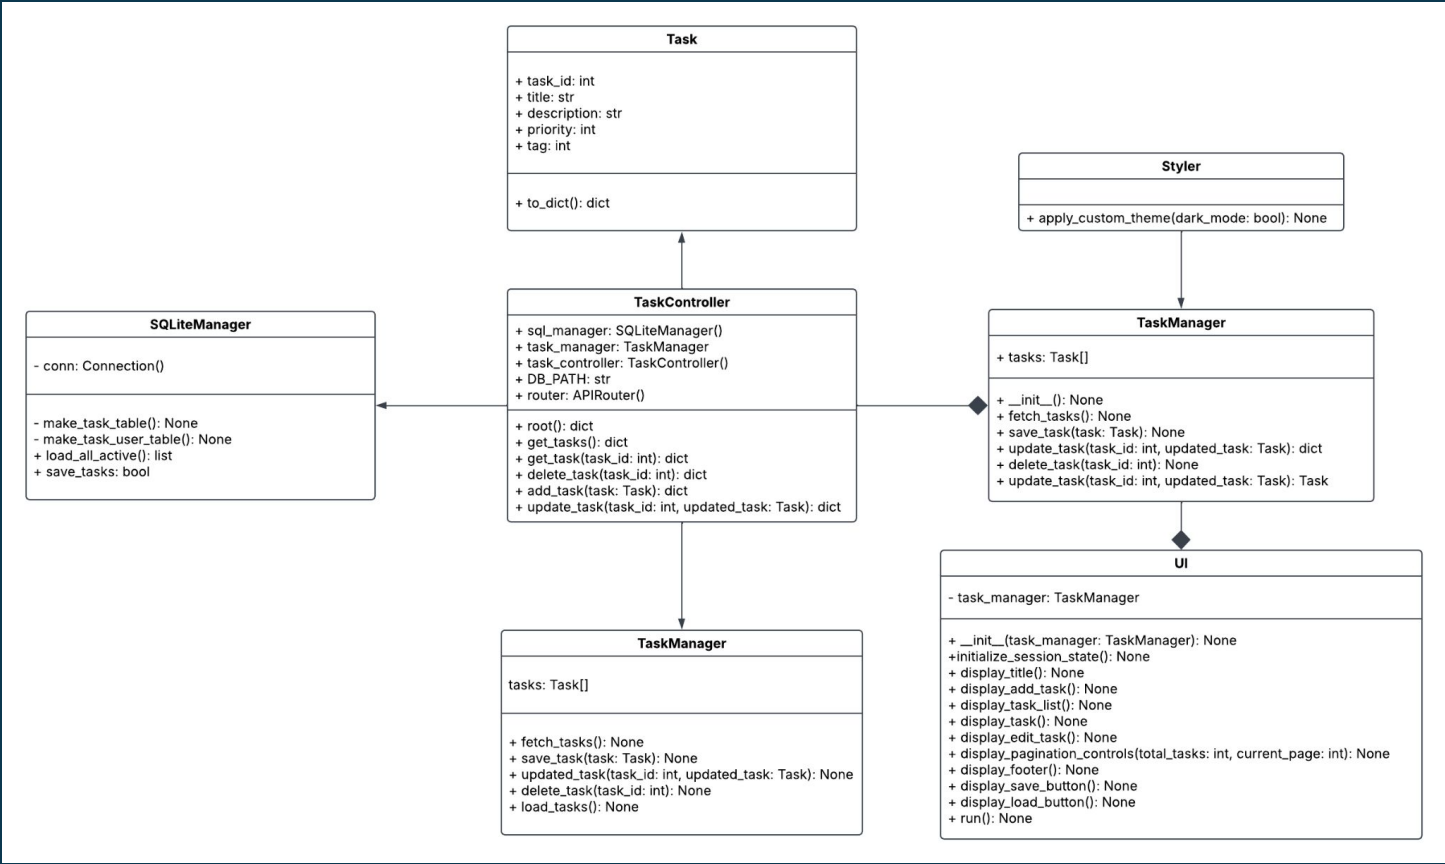 Task
+ task_id: int
+ title: str
+ description: str
+ priority: int
+ tag: int
+ to_dict(): dict
Styler
+ apply_custom_theme(dark_mode: bool): None
SQLiteManager
- conn: Connection()
- make_task_table(): None
- make_task_user_table(): None
+ load_all_active(): list
+ save_tasks: bool
TaskController
+ sql_manager: SQLiteManager()
+ task_manager: TaskManager
+ task_controller: TaskController()
+ DB_PATH: str
+ router: APIRouter()
+ root(): dict
+ get_tasks(): dict
+ get_task(task_id: int): dict
+ delete_task(task_id: int): dict
+ add_task(task: Task): dict
+ update_task(task_id: int, updated_task: Task): dict
TaskManager
+ tasks: Task[]
+ __init__(): None
+ fetch_tasks(): None
+ save_task(task: Task): None
+ update_task(task_id: int, updated_task: Task): dict
+ delete_task(task_id: int): None
+ update_task(task_id: int, updated_task: Task): Task
TaskManager
tasks: Task[]
+ fetch_tasks(): None
+ save_task(task: Task): None
+ updated_task(task_id: int, updated_task: Task): None
+ delete_task(task_id: int): None
+ load_tasks(): None
UI
- task_manager: TaskManager
+ __init__(task_manager: TaskManager): None
+initialize_session_state(): None
+ display_title(): None
+ display_add_task(): None
+ display_task_list(): None
+ display_task(): None
+ display_edit_task(): None
+ display_pagination_controls(total_tasks: int, current_page: int): None
+ display_footer(): None
+ display_save_button(): None
+ display_load_button(): None
+ run(): None